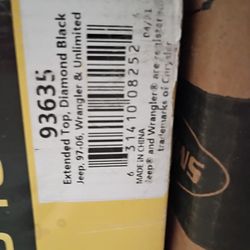 93635
Extended Top, Diamond Black
Jeep, 97-06, Wrangler & Unlimited
6 31410 08252
MADE IN CHINA
Jeep® and Wrangler® are register
Trademarks of Chrysler